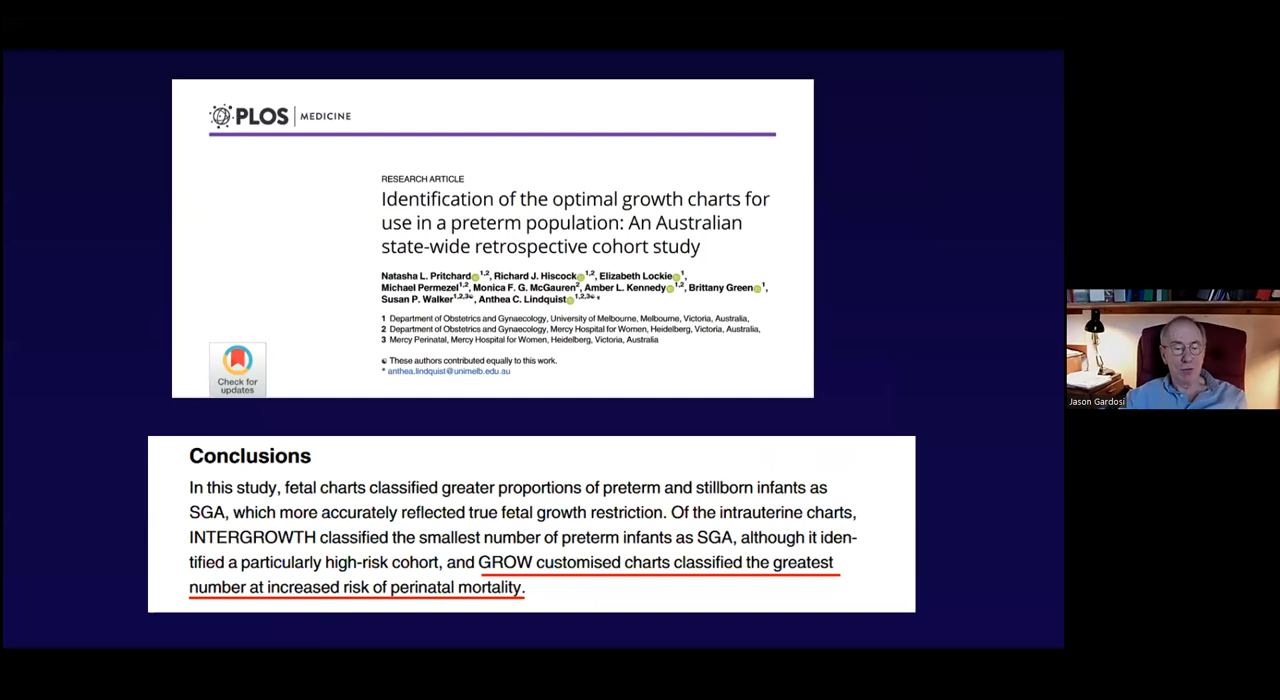 PLOS MEDICINE
RESEARCH ARTICLE
Identification of the optimal growth charts for
use in a preterm population: An Australian
state-wide retrospective cohort study
Natasha L. Pritchard1,2, Richard J. Hiscock1,2, Elizabeth Lockie1,
Michael Permezel1,2, Monica F. G. McGauren2, Amber L. Kennedy1,2, Brittany Green1,
Susan P. Walker1,2,3☯, Anthea C. Lindquist1,2,3☯ *
1 Department of Obstetrics and Gynaecology, University of Melbourne, Melbourne, Victoria, Australia,
2 Department of Obstetrics and Gynaecology, Mercy Hospital for Women, Heidelberg, Victoria, Australia,
3 Mercy Perinatal, Mercy Hospital for Women, Heidelberg, Victoria, Australia
☯ These authors contributed equally to this work.
* anthea.lindquist@unimelb.edu.au
Check for
updates
Jason Gardosi
Conclusions
In this study, fetal charts classified greater proportions of preterm and stillborn infants as
SGA, which more accurately reflected true fetal growth restriction. Of the intrauterine charts,
INTERGROWTH classified the smallest number of preterm infants as SGA, although it iden-
tified a particularly high-risk cohort, and GROW customised charts classified the greatest
number at increased risk of perinatal mortality.